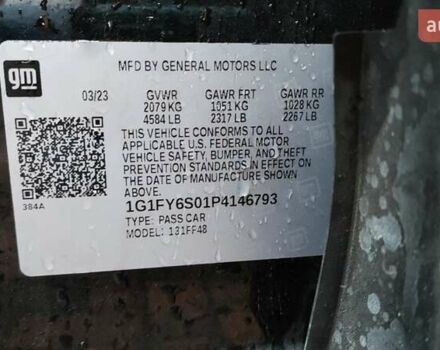 auto
gm
MFD BY GENERAL MOTORS LLC
03/23 GVWR GAWR FRT GAWR RR
2079 KG 1051 KG 1028 KG
4584 LB 2317 LB 2267 LB
THIS VEHICLE CONFORMS TO ALL
APPLICABLE U.S. FEDERAL MOTOR
VEHICLE SAFETY, BUMPER, AND THEFT
PREVENTION STANDARDS IN EFFECT ON
THE DATE OF MANUFACTURE SHOWN
ABOVE.
384A
1G1FY6S01P4146793
TYPE: PASS CAR
MODEL: 131FF48